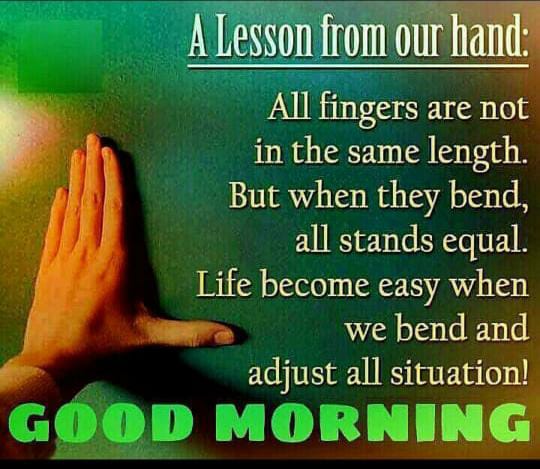 A Lesson from our hand:
All fingers are not
in the same length.
But when they bend,
all stands equal.
Life become easy when
we bend and
adjust all situation!
GOOD MORNING